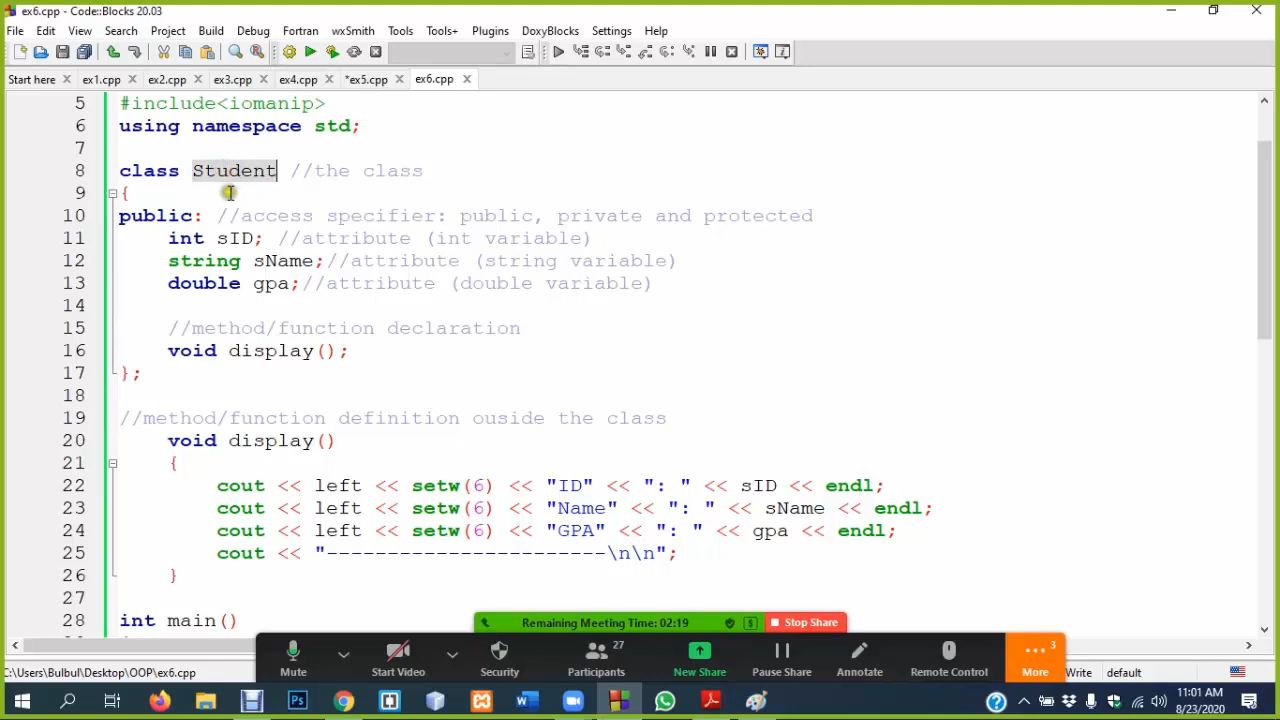 ex6.cpp - Code::Blocks 20.03
File Edit View Search Project Build Debug Fortran wxSmith Tools Tools+ Plugins DoxyBlocks Settings Help
Start here ex1.cpp ex2.cpp ex3.cpp ex4.cpp *ex5.cpp ex6.cpp
5 #include<iomanip>
6 using namespace std;
7
8 class Student //the class
9 {
10 public: //access specifier: public, private and protected
11 int sID; //attribute (int variable)
12 string sName;//attribute (string variable)
13 double gpa;//attribute (double variable)
14
15 //method/function declaration
16 void display();
17 };
18
19 //method/function definition ouside the class
20 void display()
21 {
22 cout << left << setw(6) << "ID" << ": " << sID << endl;
23 cout << left << setw(6) << "Name" << ": " << sName << endl;
24 cout << left << setw(6) << "GPA" << ": " << gpa << endl;
25 cout << "------------------------\n\n";
26 }
27
28 int main()
Remaining Meeting Time: 02:19 Stop Share
27 3
Mute Start Video Security Participants New Share Pause Share Annotate Remote Control More
C:\Users\Bulbul\Desktop\OOP\ex6.cpp Write default
11:01 AM
8/23/2020